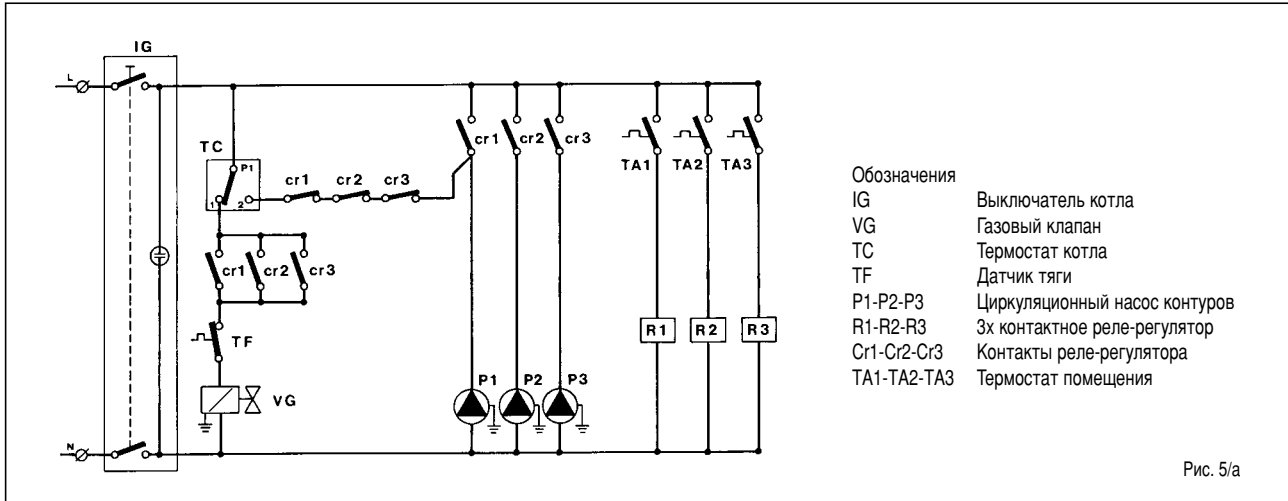 IG
L
TC
P1
1 2
cr1 cr2 cr3
cr1 cr2 cr3
TF
VG
N
cr1 cr2 cr3
TA1 TA2 TA3
R1 R2 R3
P1 P2 P3
Обозначения
IG Выключатель котла
VG Газовый клапан
TC Термостат котла
TF Датчик тяги
P1-P2-P3 Циркуляционный насос контуров
R1-R2-R3 3х контактное реле-регулятор
Cr1-Cr2-Cr3 Контакты реле-регулятора
TA1-TA2-TA3 Термостат помещения
Рис. 5/a